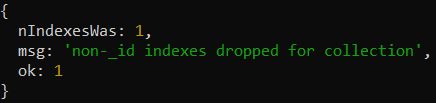 {
  nIndexesWas: 1,
  msg: 'non-_id indexes dropped for collection',
  ok: 1
}